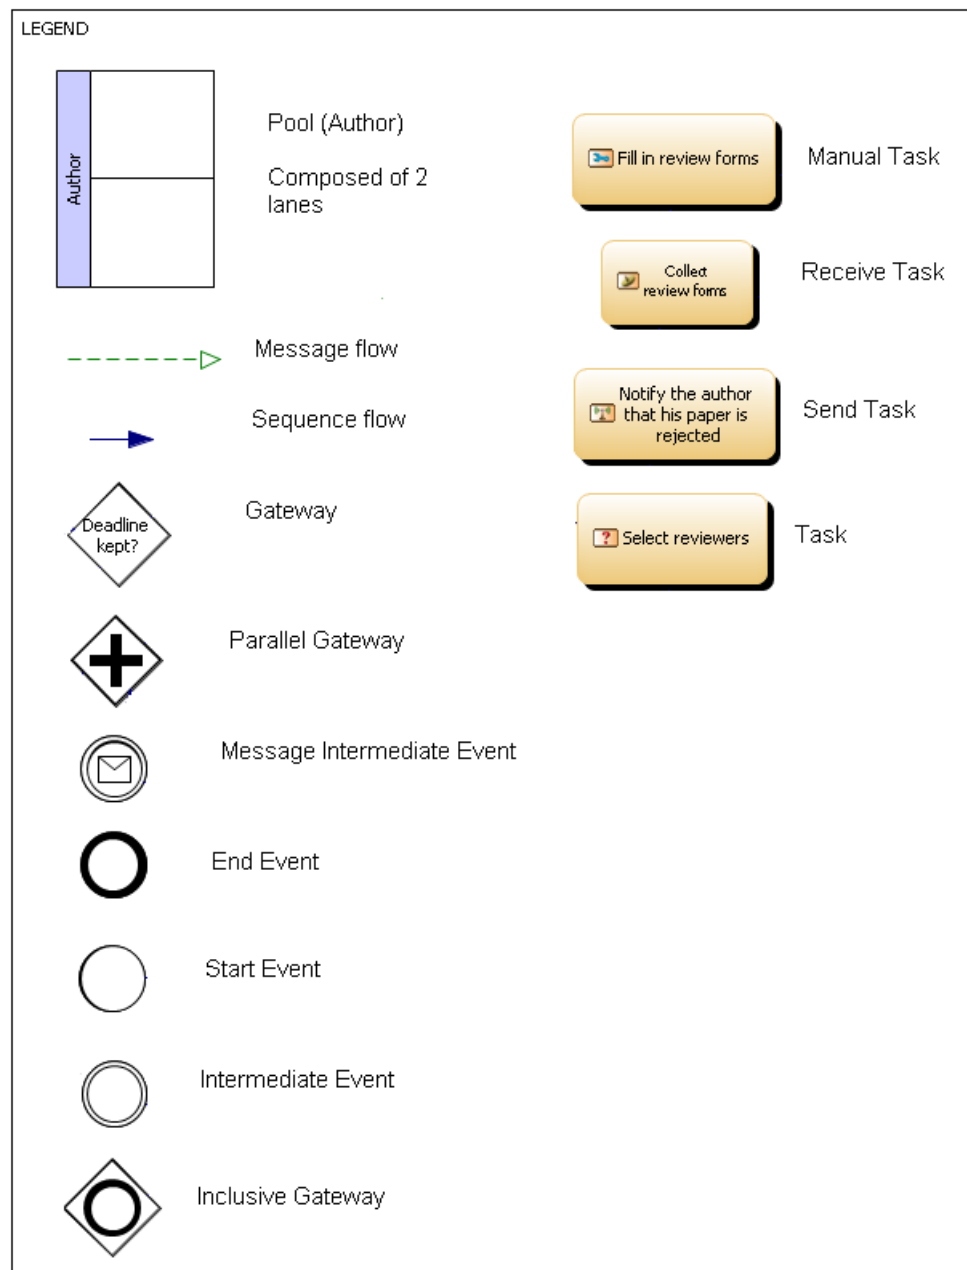 LEGEND
Author
Pool (Author)
Composed of 2
lanes
Message flow
Sequence flow
Deadline
kept?
Gateway
Parallel Gateway
Message Intermediate Event
End Event
Start Event
Intermediate Event
Inclusive Gateway
Fill in review forms
Manual Task
Collect
review forms
Receive Task
Notify the author
that his paper is
rejected
Send Task
? Select reviewers
Task